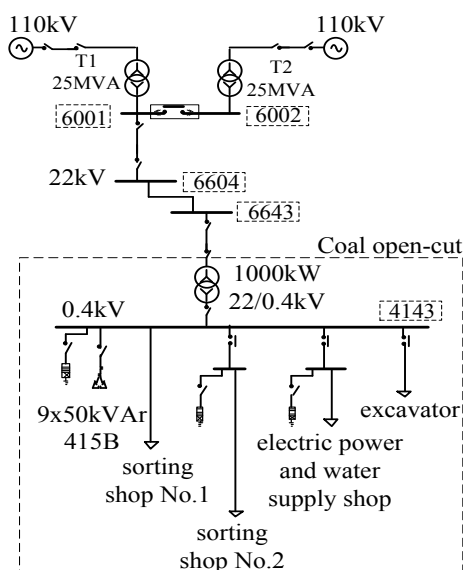 110kV
110kV
T1
T2
25MVA
25MVA
6001
6002
22kV
6604
6643
Coal open-cut
1000kW
22/0.4kV
0.4kV
4143
9x50kVAr
415B
sorting
shop No.1
sorting
shop No.2
electric power
and water
supply shop
excavator